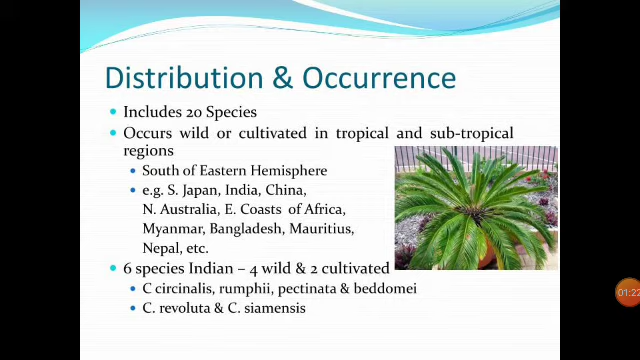 Distribution & Occurrence
Includes 20 Species
Occurs wild or cultivated in tropical and sub-tropical
regions
South of Eastern Hemisphere
e.g. S. Japan, India, China,
N. Australia, E. Coasts of Africa,
Myanmar, Bangladesh, Mauritius,
Nepal, etc.
6 species Indian – 4 wild & 2 cultivated
C circinalis, rumphii, pectinata & beddomei
C. revoluta & C. siamensis
01:22